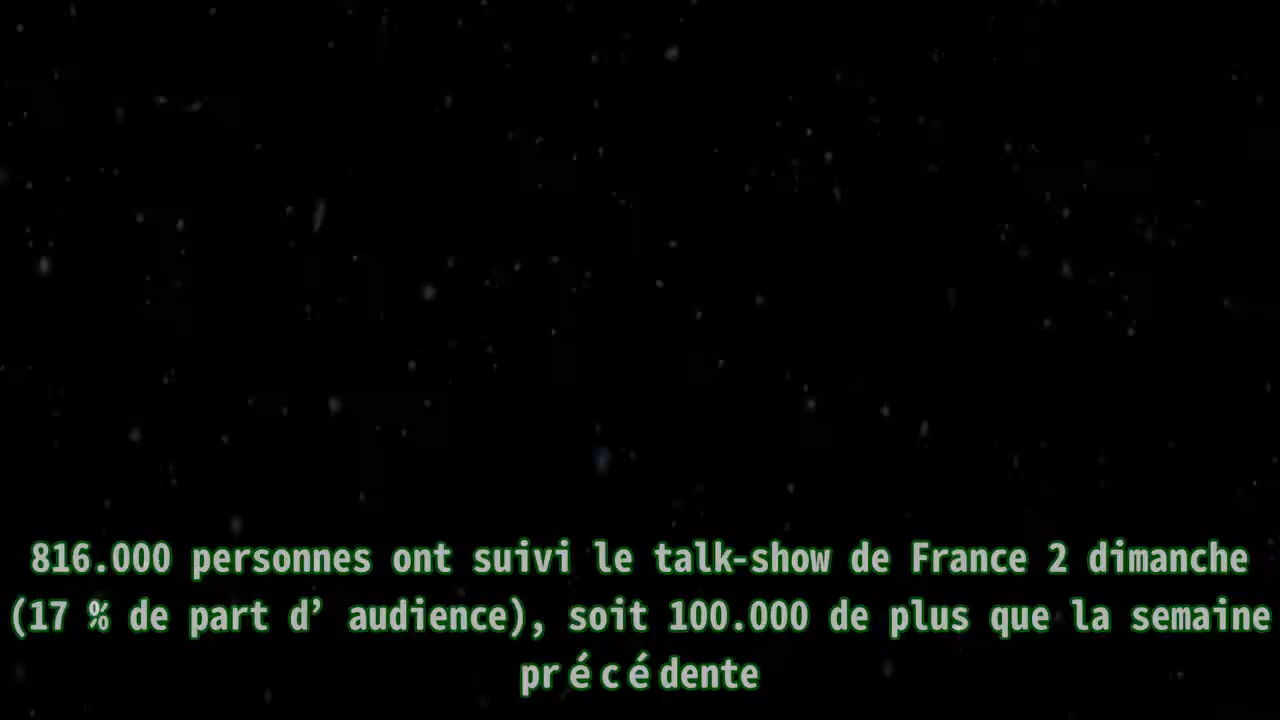 816.000 personnes ont suivi le talk-show de France 2 dimanche
(17 % de part d’ audience), soit 100.000 de plus que la semaine
précédente